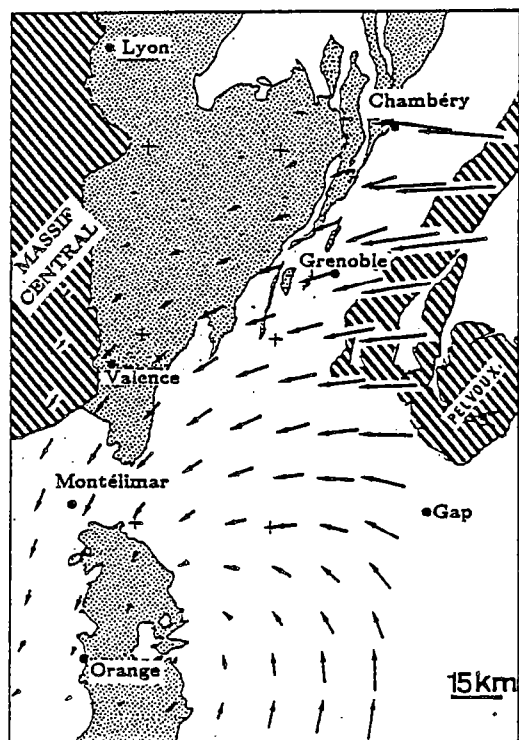 Lyon
Chambéry
MASSIF
CENTRAL
Grenoble
PELVOUX
Valence
Montélimar
Gap
Orange
15km